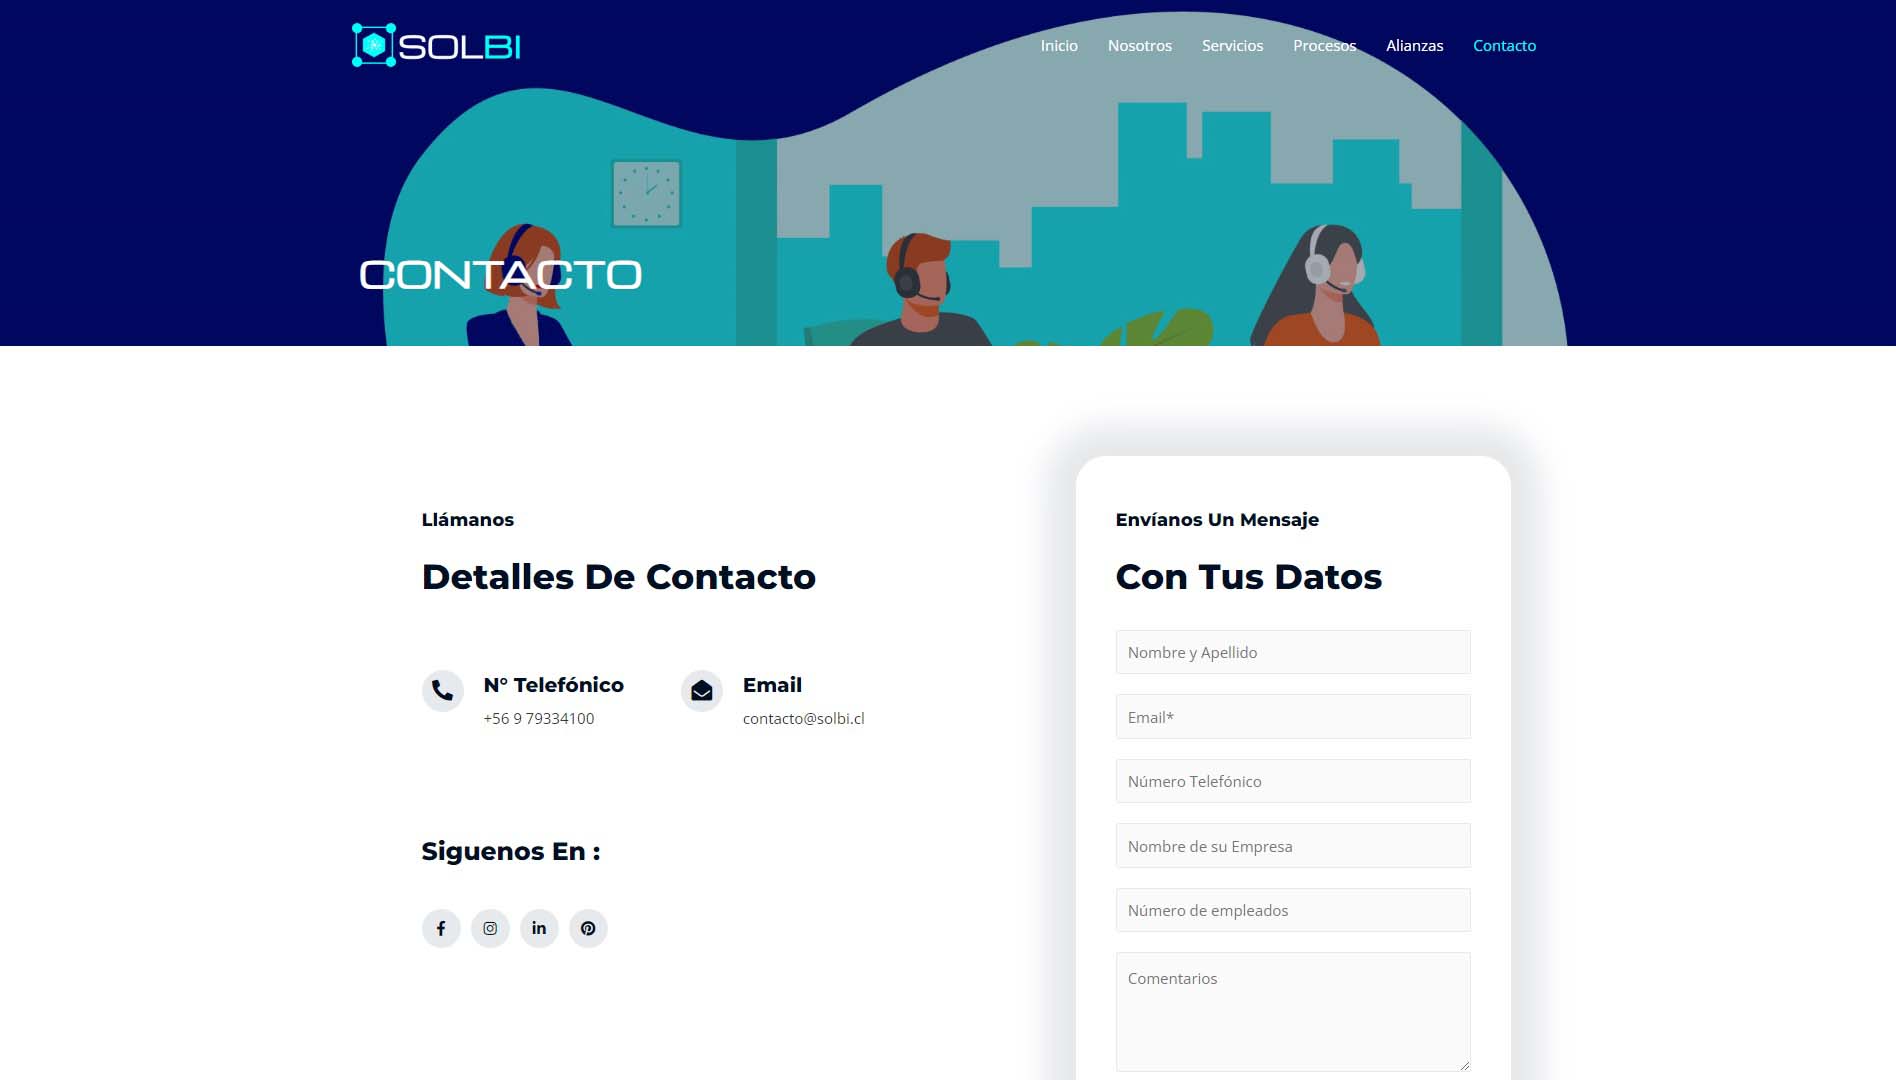 SOLBI
Inicio Nosotros Servicios Procesos Alianzas Contacto
CONTACTO
Llámanos
Detalles De Contacto
N° Telefónico
+56 9 79334100
Email
contacto@solbi.cl
Siguenos En :
Envíanos Un Mensaje
Con Tus Datos
Nombre y Apellido
Email*
Número Telefónico
Nombre de su Empresa
Número de empleados
Comentarios